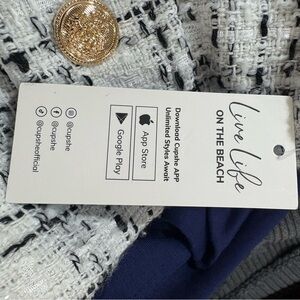 Live Life
ON THE BEACH
Download Cupshe APP
Unlimited Styles Await
App Store
Google Play
@cupshe
@cupshe
@cupsheofficial